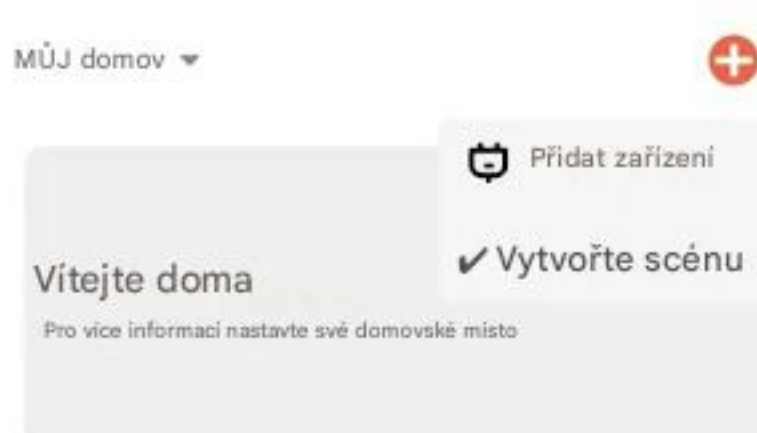 MŮJ domov
Přidat zařízení
✔ Vytvořte scénu
Vítejte doma
Pro více informací nastavte své domovské místo